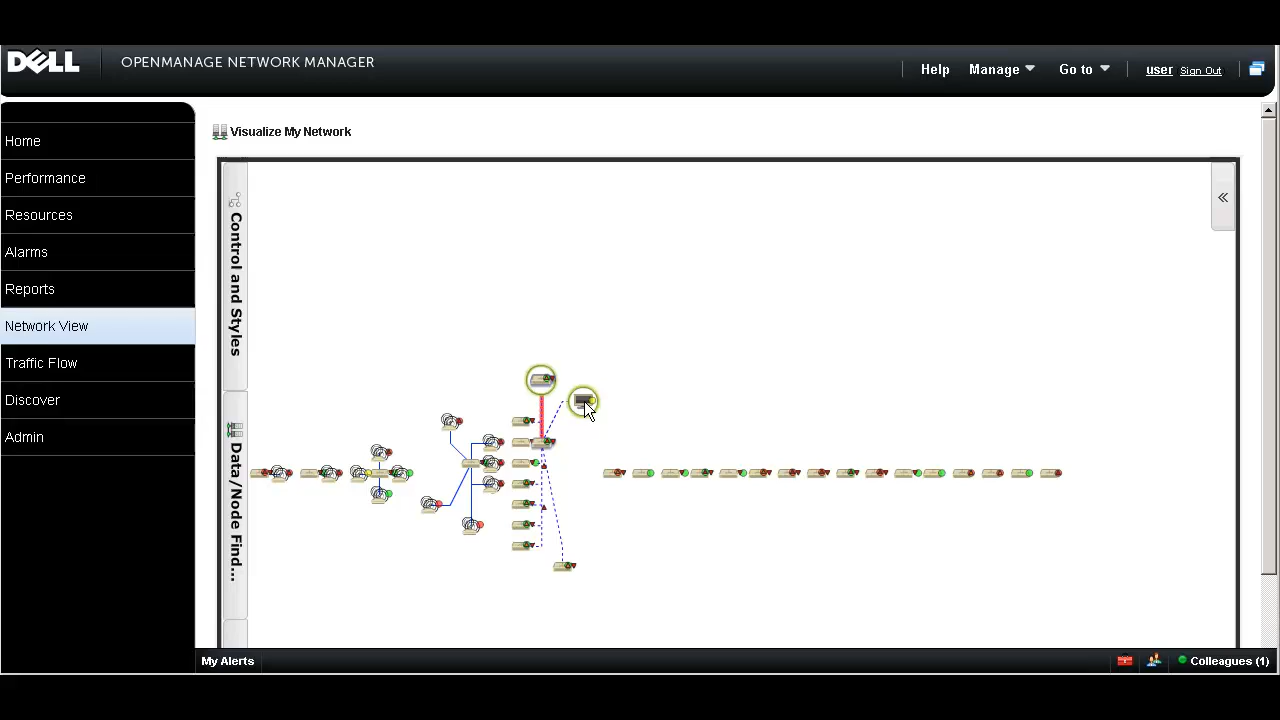 DELL
OPENMANAGE NETWORK MANAGER
Help Manage Go to user Sign Out
Home
Performance
Resources
Alarms
Reports
Network View
Traffic Flow
Discover
Admin
Visualize My Network
«
Control and Styles
Data/Node Find...
My Alerts
Colleagues (1)